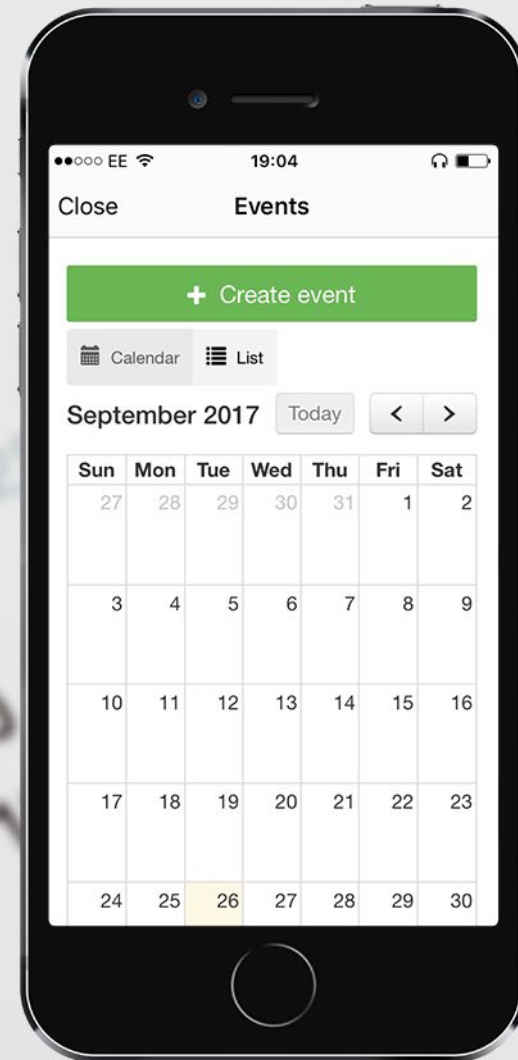 EE 19:04
Close Events
+ Create event
Calendar List
September 2017 Today < >
Sun Mon Tue Wed Thu Fri Sat
27 28 29 30 31 1 2
3 4 5 6 7 8 9
10 11 12 13 14 15 16
17 18 19 20 21 22 23
24 25 26 27 28 29 30